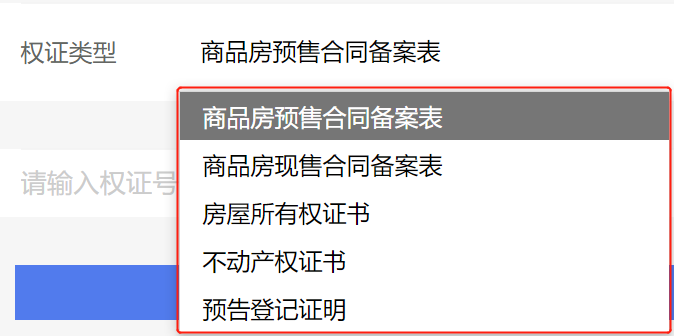 权证类型 商品房预售合同备案表
商品房预售合同备案表
商品房现售合同备案表
请输入权证号
房屋所有权证书
不动产权证书
预告登记证明